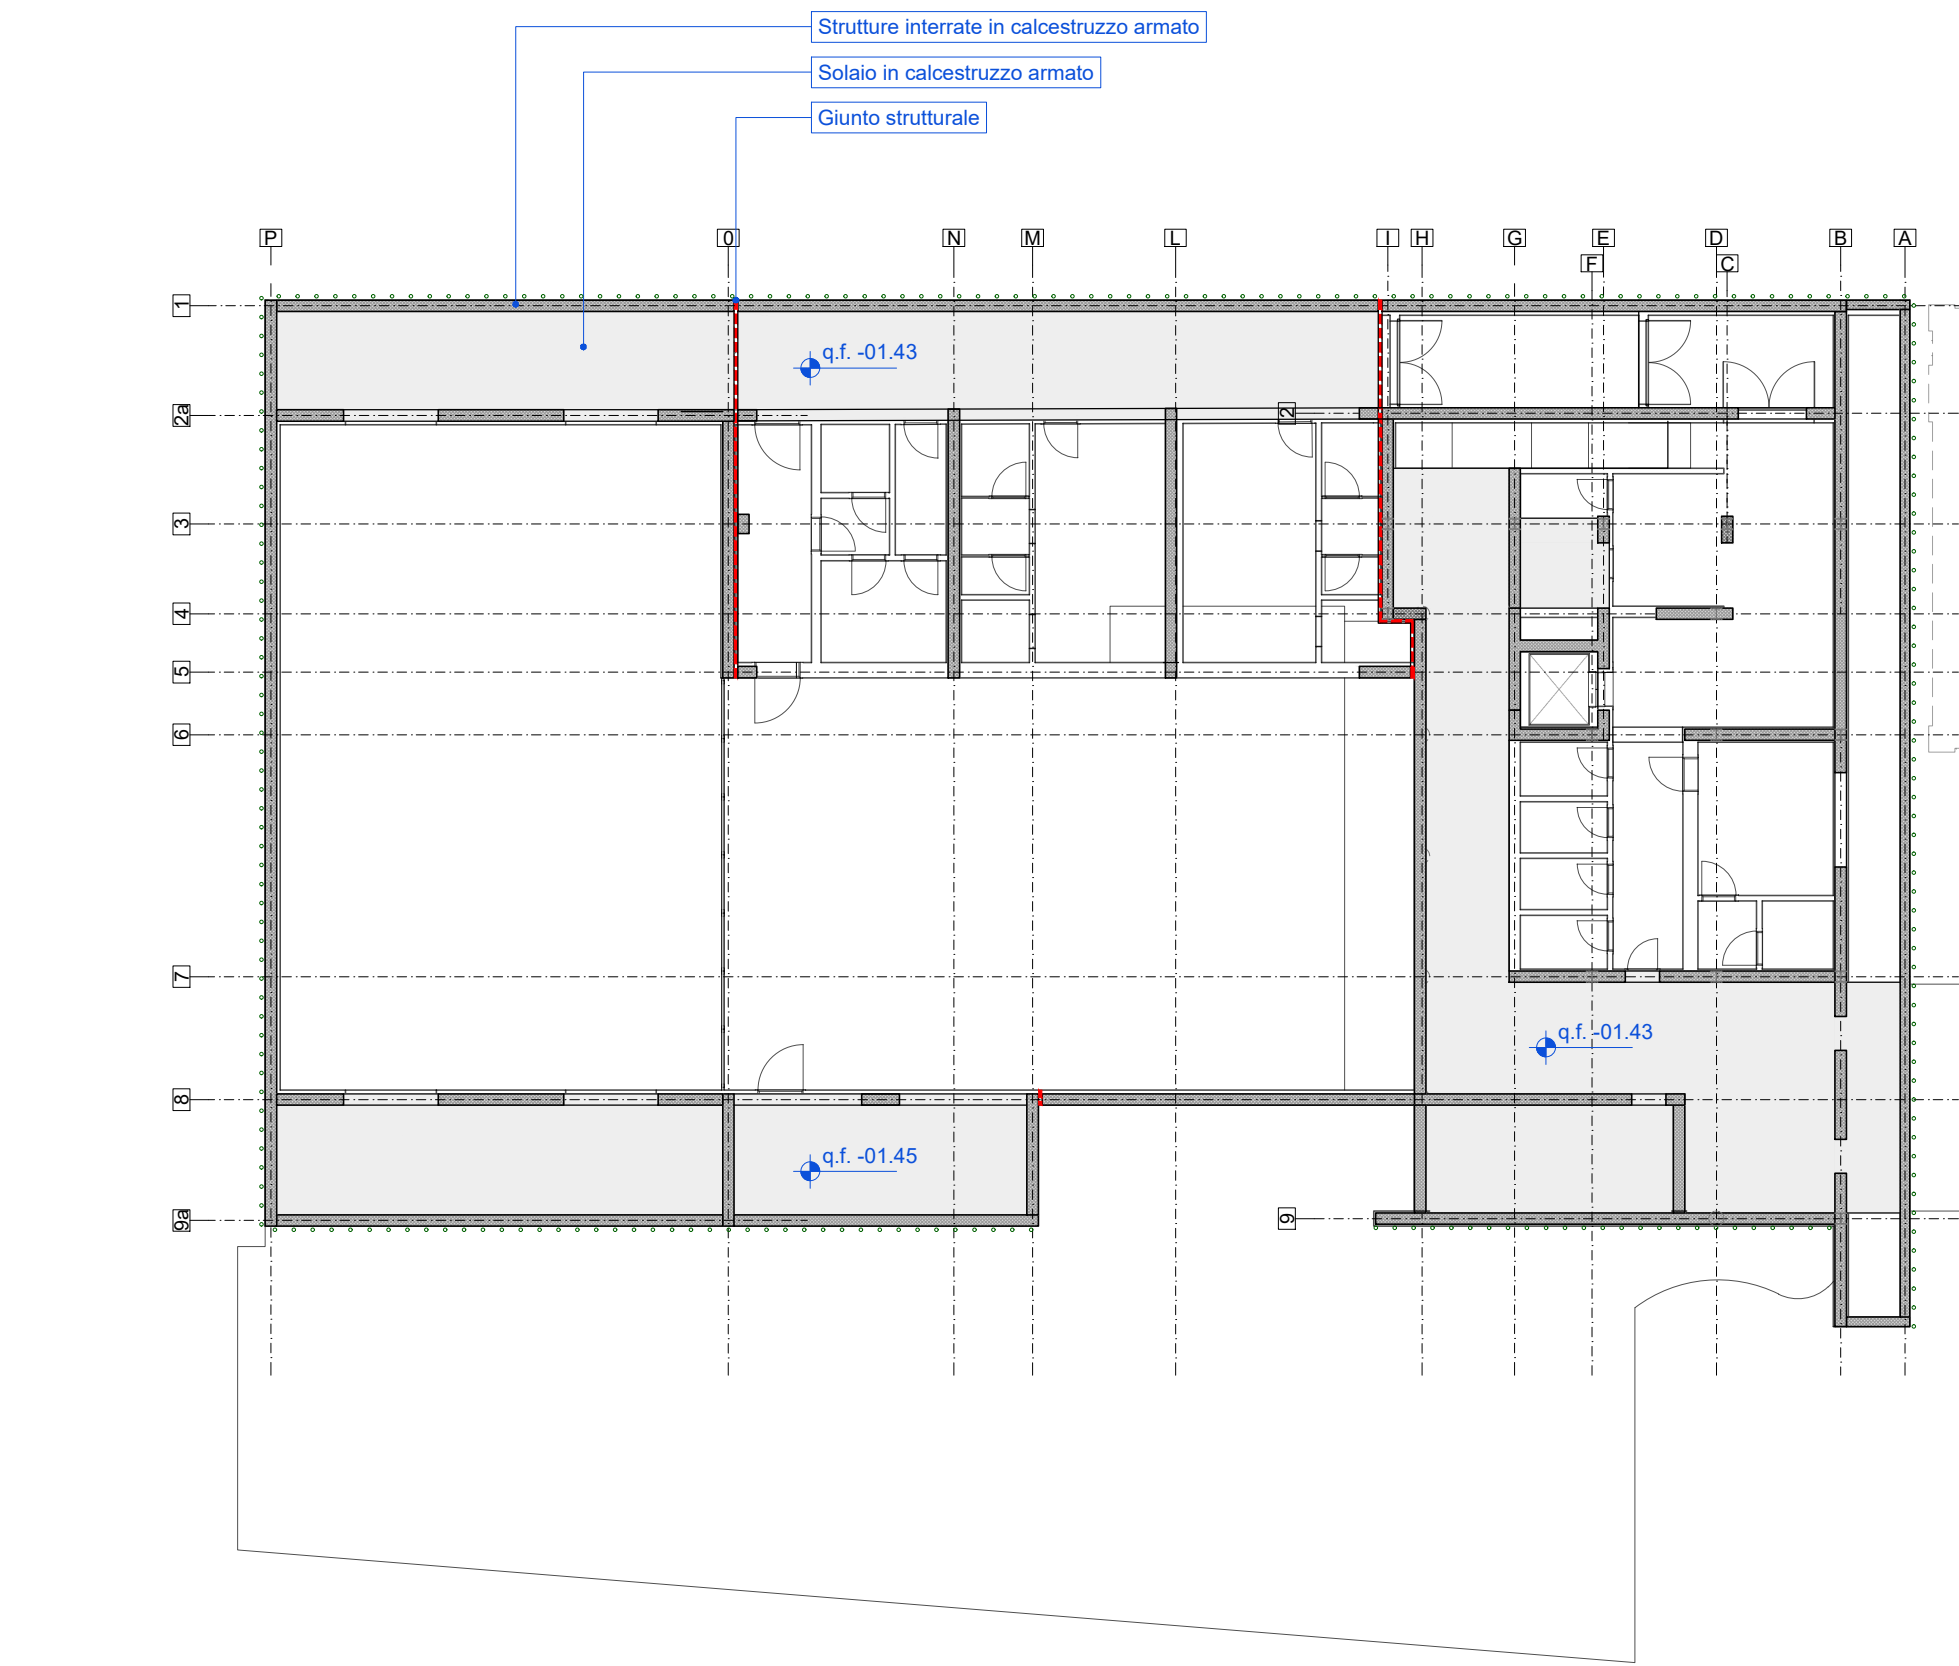 Strutture interrate in calcestruzzo armato
Solaio in calcestruzzo armato
Giunto strutturale
P 0 N M L I H G E D B A
F C
1
q.f. -01.43
2a 2
3
4
5
6
7
q.f. -01.43
8
q.f. -01.45
9a 9